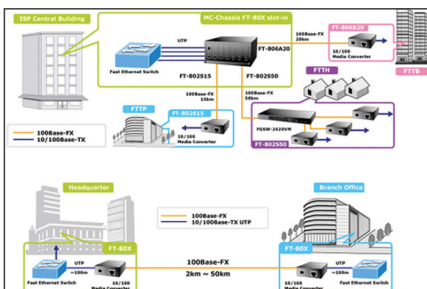 ISP Central Building
MC-Chassis FT-80X slot-in
UTP
FT-806A20
Fast Ethernet Switch
FT-802S15
FT-802S50
100Base-FX
20km
FT-806B20
10/100
Media Converter
FTTB
100Base-FX
15km
100Base-FX
50km
FTTH
FTTP
FT-802S15
10/100
Media Converter
FGSW-2620VM
FT-802S50
100Base-FX
10/100Base-TX
Headquarter
Branch Office
100Base-FX
10/100Base-TX UTP
FT-80X
FT-80X
UTP
~100m
100Base-FX
2km ~ 50km
UTP
~100m
Fast Ethernet Switch
10/100
Media Converter
10/100
Media Converter
Fast Ethernet Switch